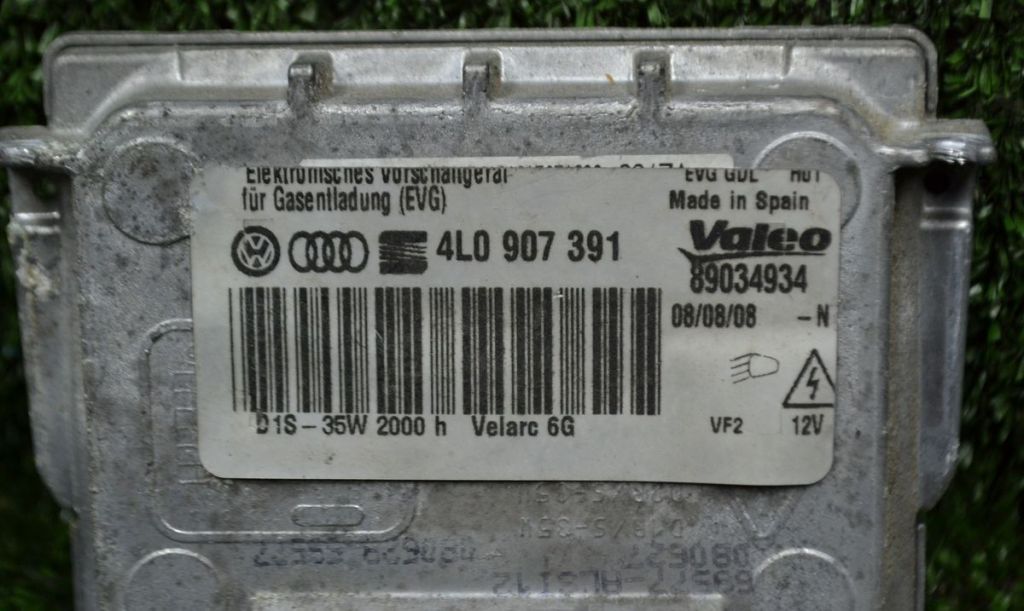 Elektronisches Vorschaltgerät
EVG GDL
für Gasentladung (EVG)
Made in Spain
4L0 907 391
Valeo
89034934
08/08/08 - N
D1S - 35W 2000 h Velarc 6G
VF2 12V